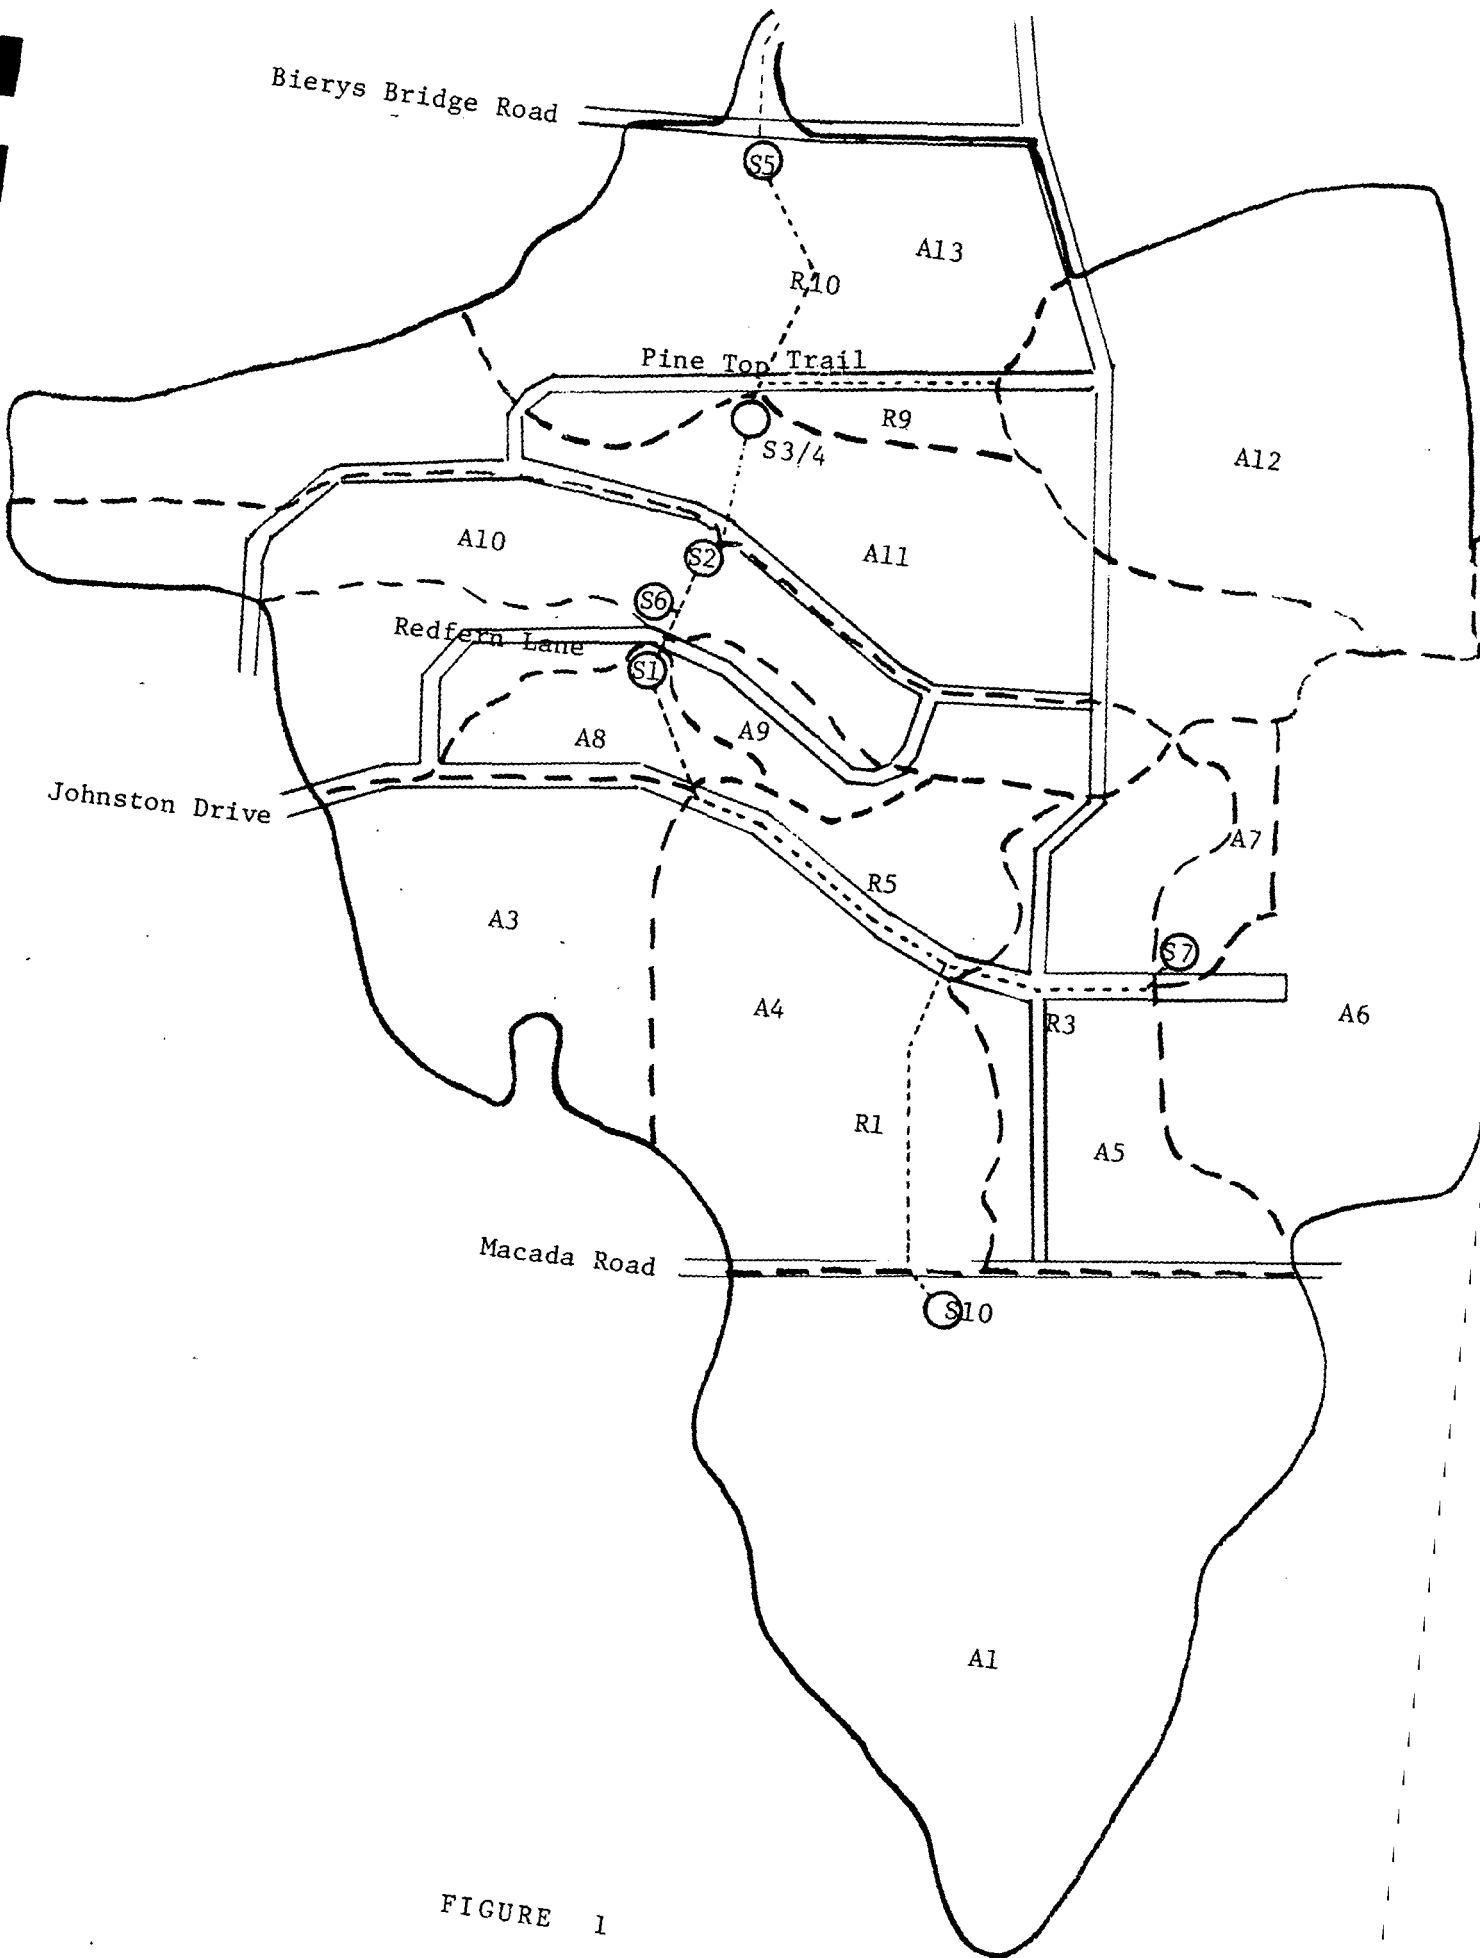 Bierys Bridge Road
S5
A13
R10
Pine Top Trail
R9
S3/4
A12
A10
S2
A11
S6
Redfern Lane
S1
A9
A8
Johnston Drive
A7
R5
A3
S7
A4
R3
A6
R1
A5
Macada Road
S10
A1
FIGURE 1